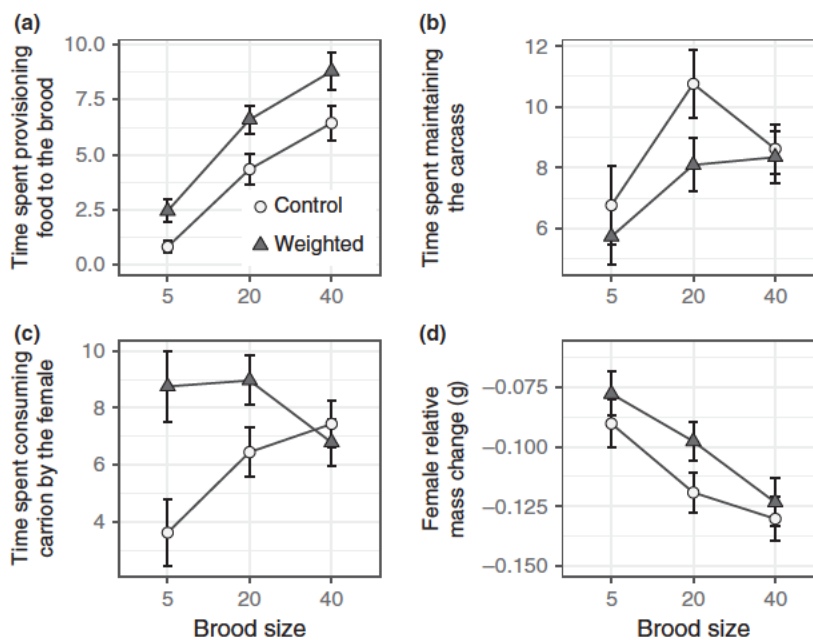 (a)
Time spent provisioning
food to the brood
10.0
7.5
5.0
2.5
0.0
Control
Weighted
5 20 40
(b)
Time spent maintaining
the carcass
12
10
8
6
5 20 40
(c)
Time spent consuming
carrion by the female
10
8
6
4
5 20 40
Brood size
(d)
Female relative
mass change (g)
−0.075
−0.100
−0.125
−0.150
5 20 40
Brood size